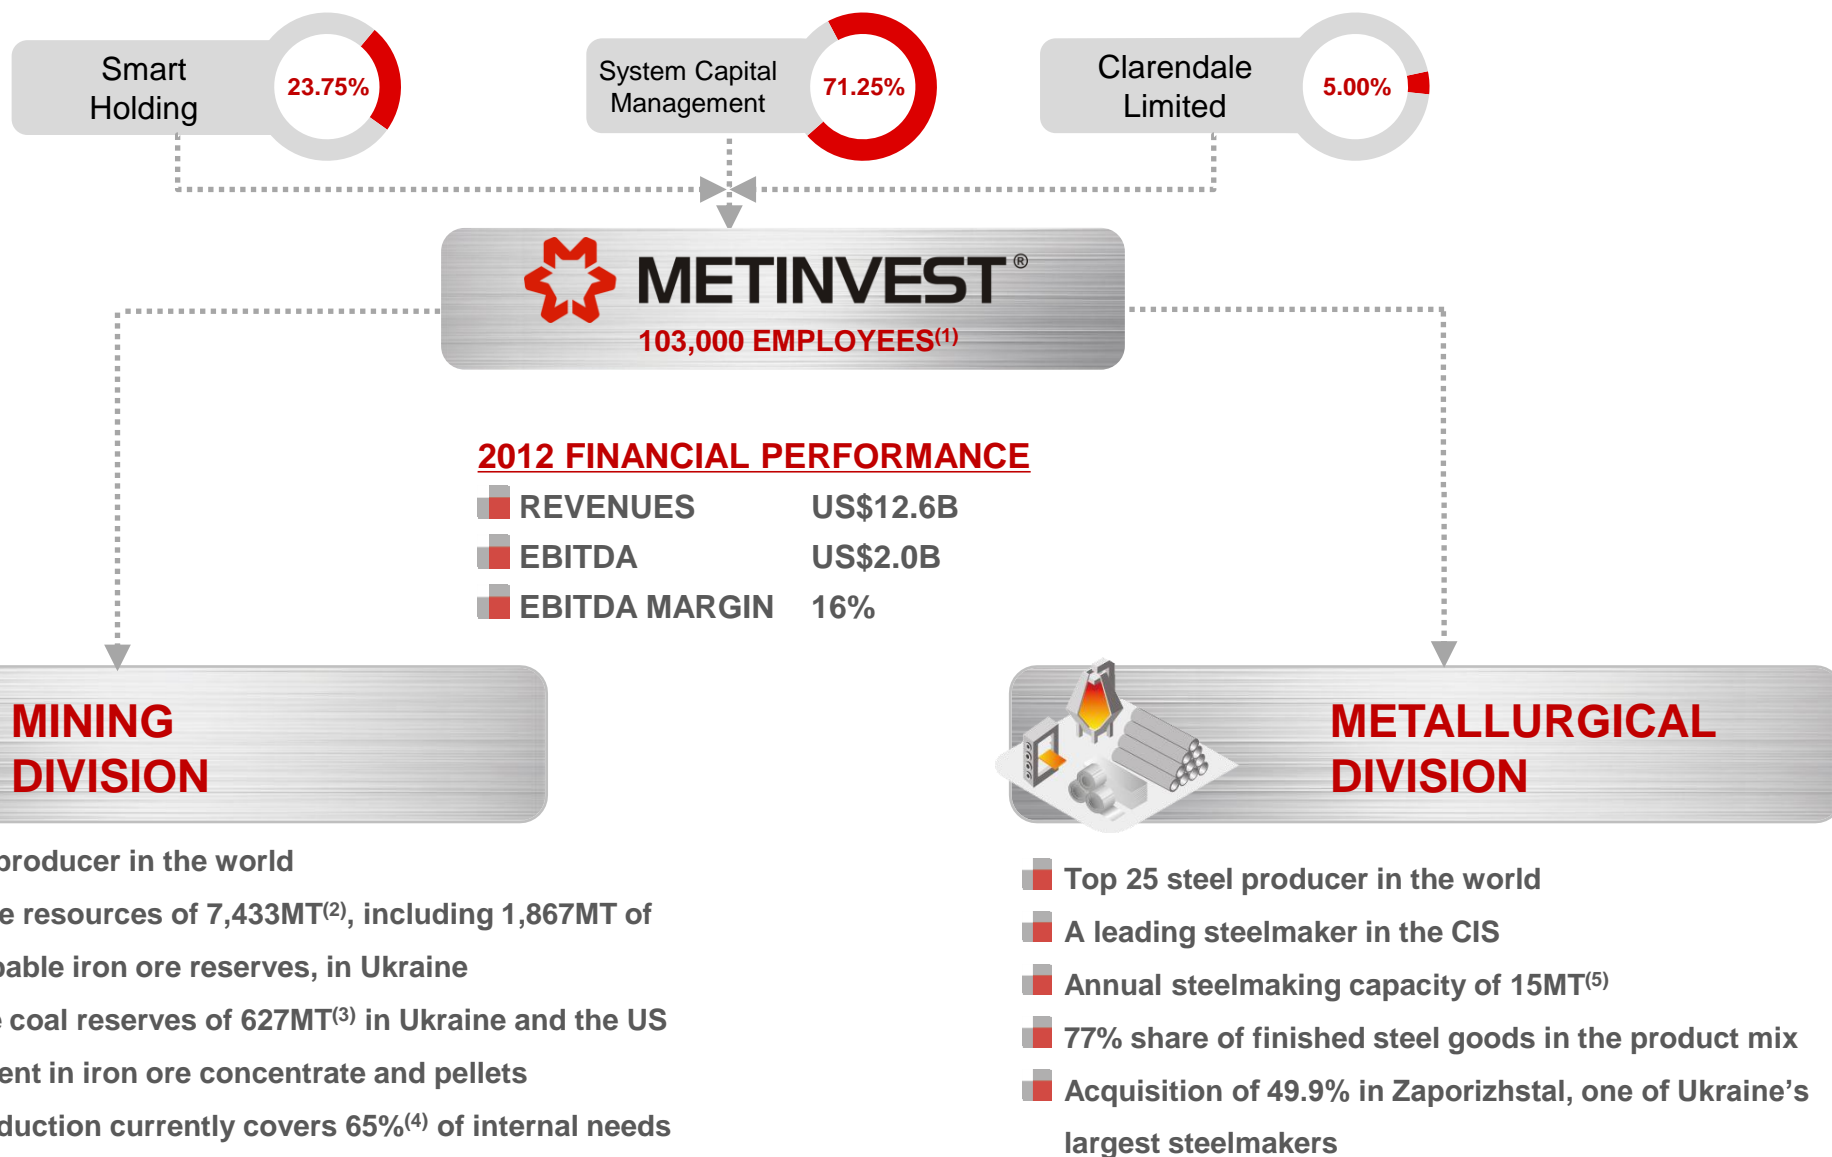 Smart
Holding
23.75%
System Capital
Management
71.25%
Clarendale
Limited
5.00%
METINVEST®
103,000 EMPLOYEES(1)
2012 FINANCIAL PERFORMANCE
REVENUES US$12.6B
EBITDA US$2.0B
EBITDA MARGIN 16%
MINING
DIVISION
producer in the world
resources of 7,433MT(2), including 1,867MT of
iron ore reserves, in Ukraine
coal reserves of 627MT(3) in Ukraine and the US
in iron ore concentrate and pellets
currently covers 65%(4) of internal needs
METALLURGICAL
DIVISION
Top 25 steel producer in the world
A leading steelmaker in the CIS
Annual steelmaking capacity of 15MT(5)
77% share of finished steel goods in the product mix
Acquisition of 49.9% in Zaporizhstal, one of Ukraine’s
largest steelmakers